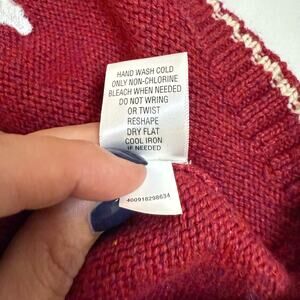 HAND WASH COLD
ONLY NON-CHLORINE
BLEACH WHEN NEEDED
DO NOT WRING
OR TWIST
RESHAPE
DRY FLAT
COOL IRON
IF NEEDED
400918298634